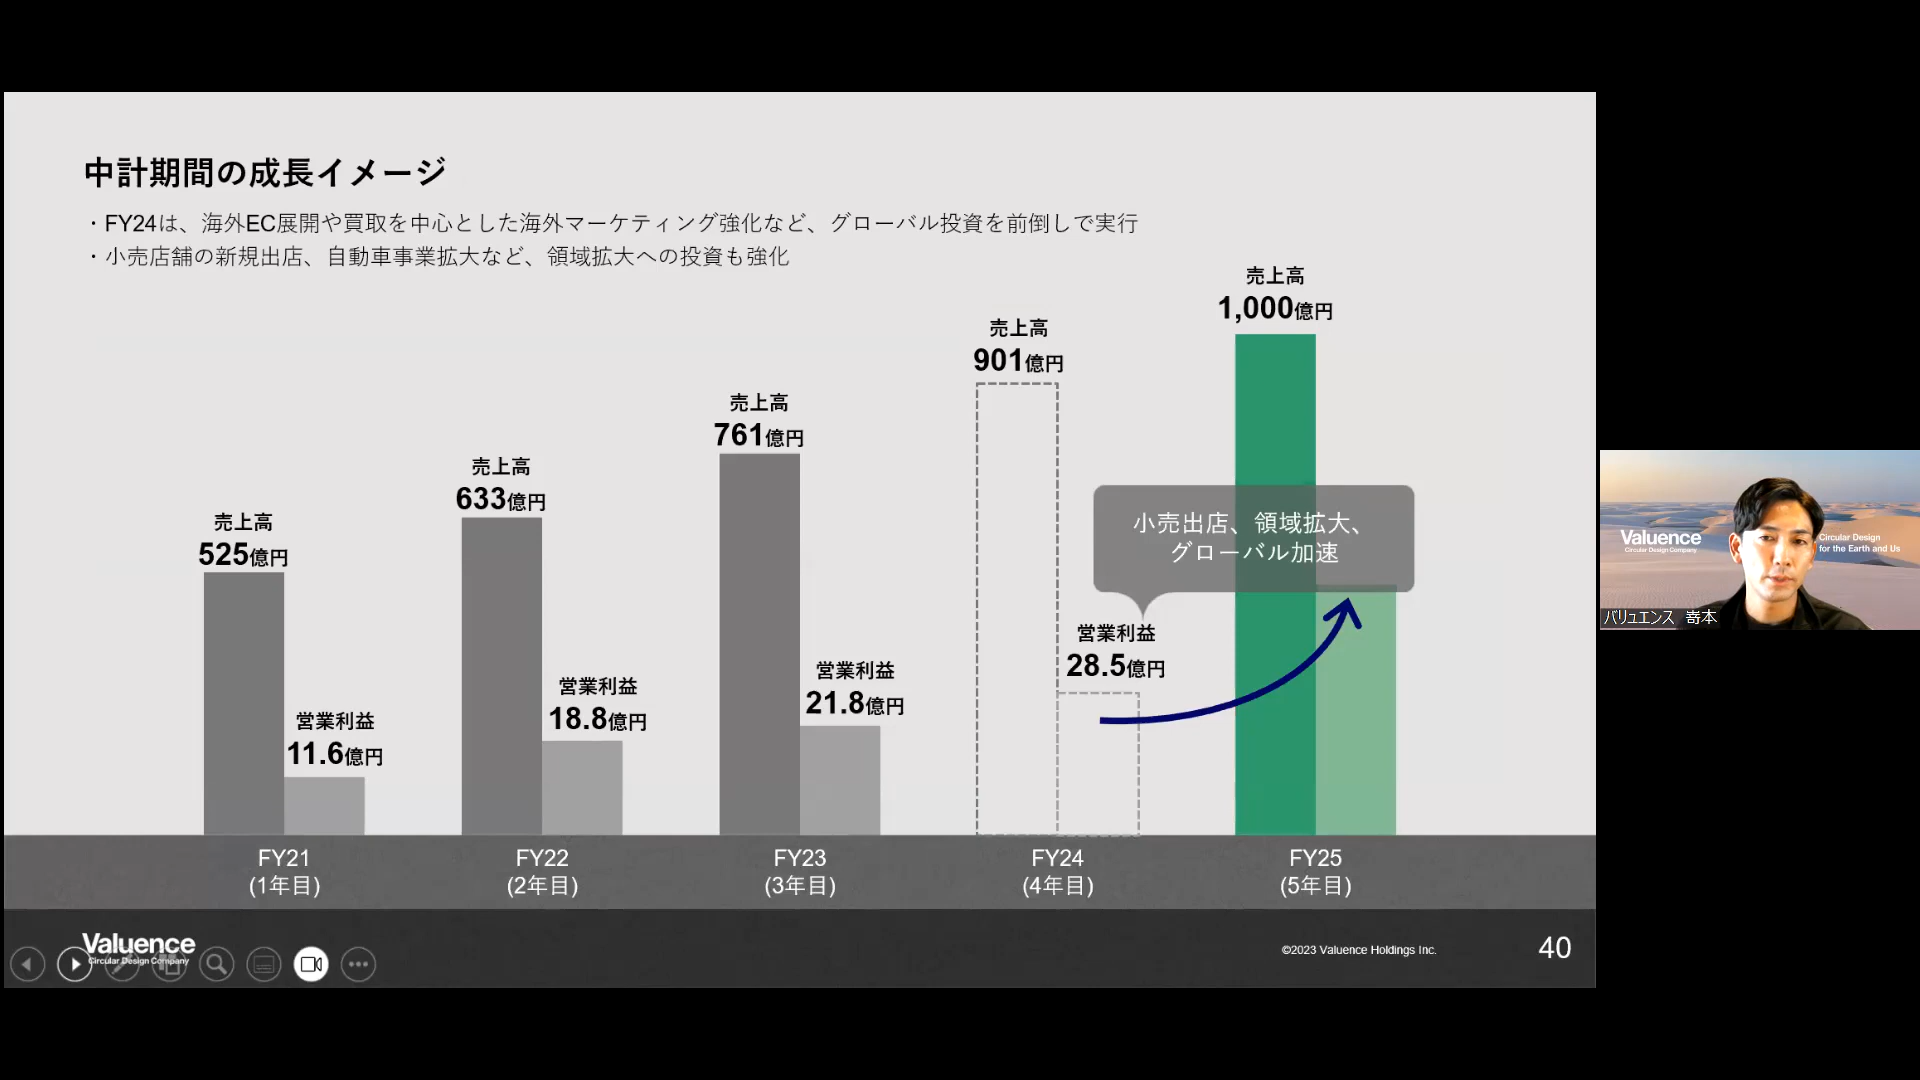 中計期間の成長イメージ
・FY24は、海外EC展開や買取を中心とした海外マーケティング強化など、グローバル投資を前倒しで実行
・小売店舗の新規出店、自動車事業拡大など、領域拡大への投資も強化
売上高
525億円
営業利益
11.6億円
売上高
633億円
営業利益
18.8億円
売上高
761億円
営業利益
21.8億円
売上高
901億円
営業利益
28.5億円
売上高
1,000億円
小売出店、領域拡大、
グローバル加速
FY21
(1年目)
FY22
(2年目)
FY23
(3年目)
FY24
(4年目)
FY25
(5年目)
Valuence
Circular Design Company
©2023 Valuence Holdings Inc.
40
Valuence
Circular Design Company
Circular Design
for the Earth and Us
バリュエンス 嵜本